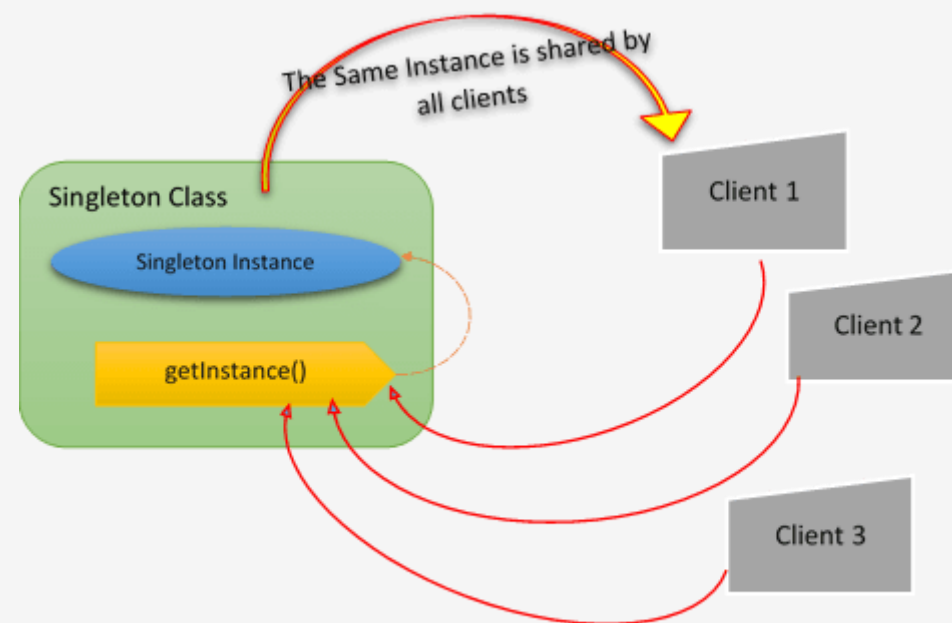 The Same Instance is shared by
all clients
Singleton Class
Singleton Instance
getInstance()
Client 1
Client 2
Client 3